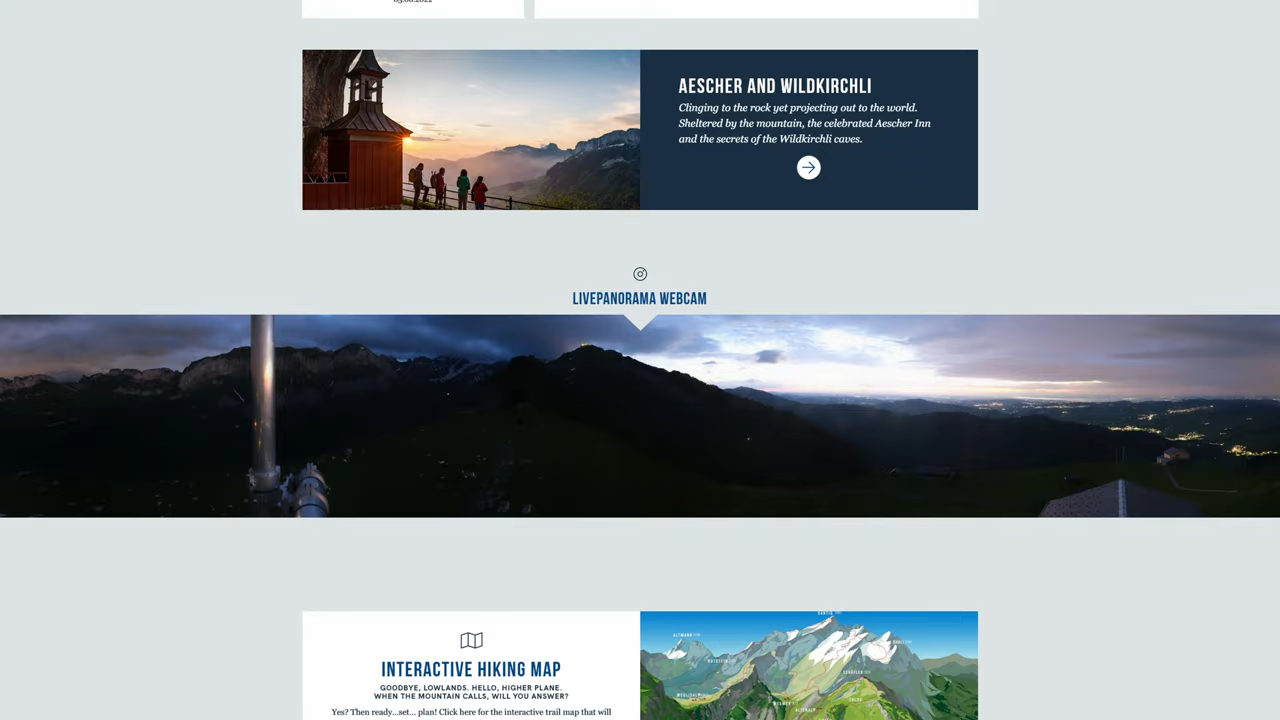 AESCHER AND WILDKIRCHLI
Clinging to the rock yet projecting out to the world.
Sheltered by the mountain, the celebrated Aescher Inn
and the secrets of the Wildkirchli caves.
LIVEPANORAMA WEBCAM
INTERACTIVE HIKING MAP
GOODBYE, LOWLANDS. HELLO, HIGHER PLANE.
WHEN THE MOUNTAIN CALLS, WILL YOU ANSWER?
Yes? Then ready...set... plan! Click here for the interactive trail map that will
ALTMANN